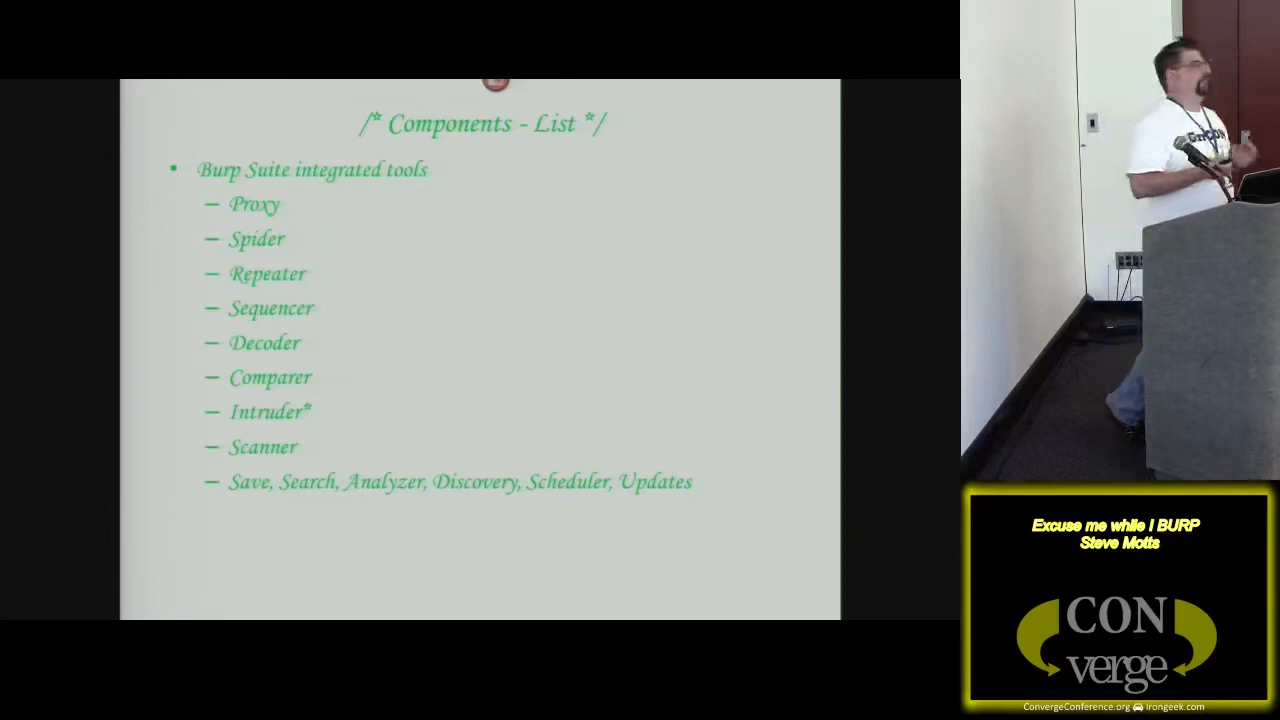 /* Components - List */
• Burp Suite integrated tools
– Proxy
– Spider
– Repeater
– Sequencer
– Decoder
– Comparer
– Intruder*
– Scanner
– Save, Search, Analyzer, Discovery, Scheduler, Updates
Excuse me while I BURP
Steve Motts
CON
verge
ConvergeConference.org Irongeek.com